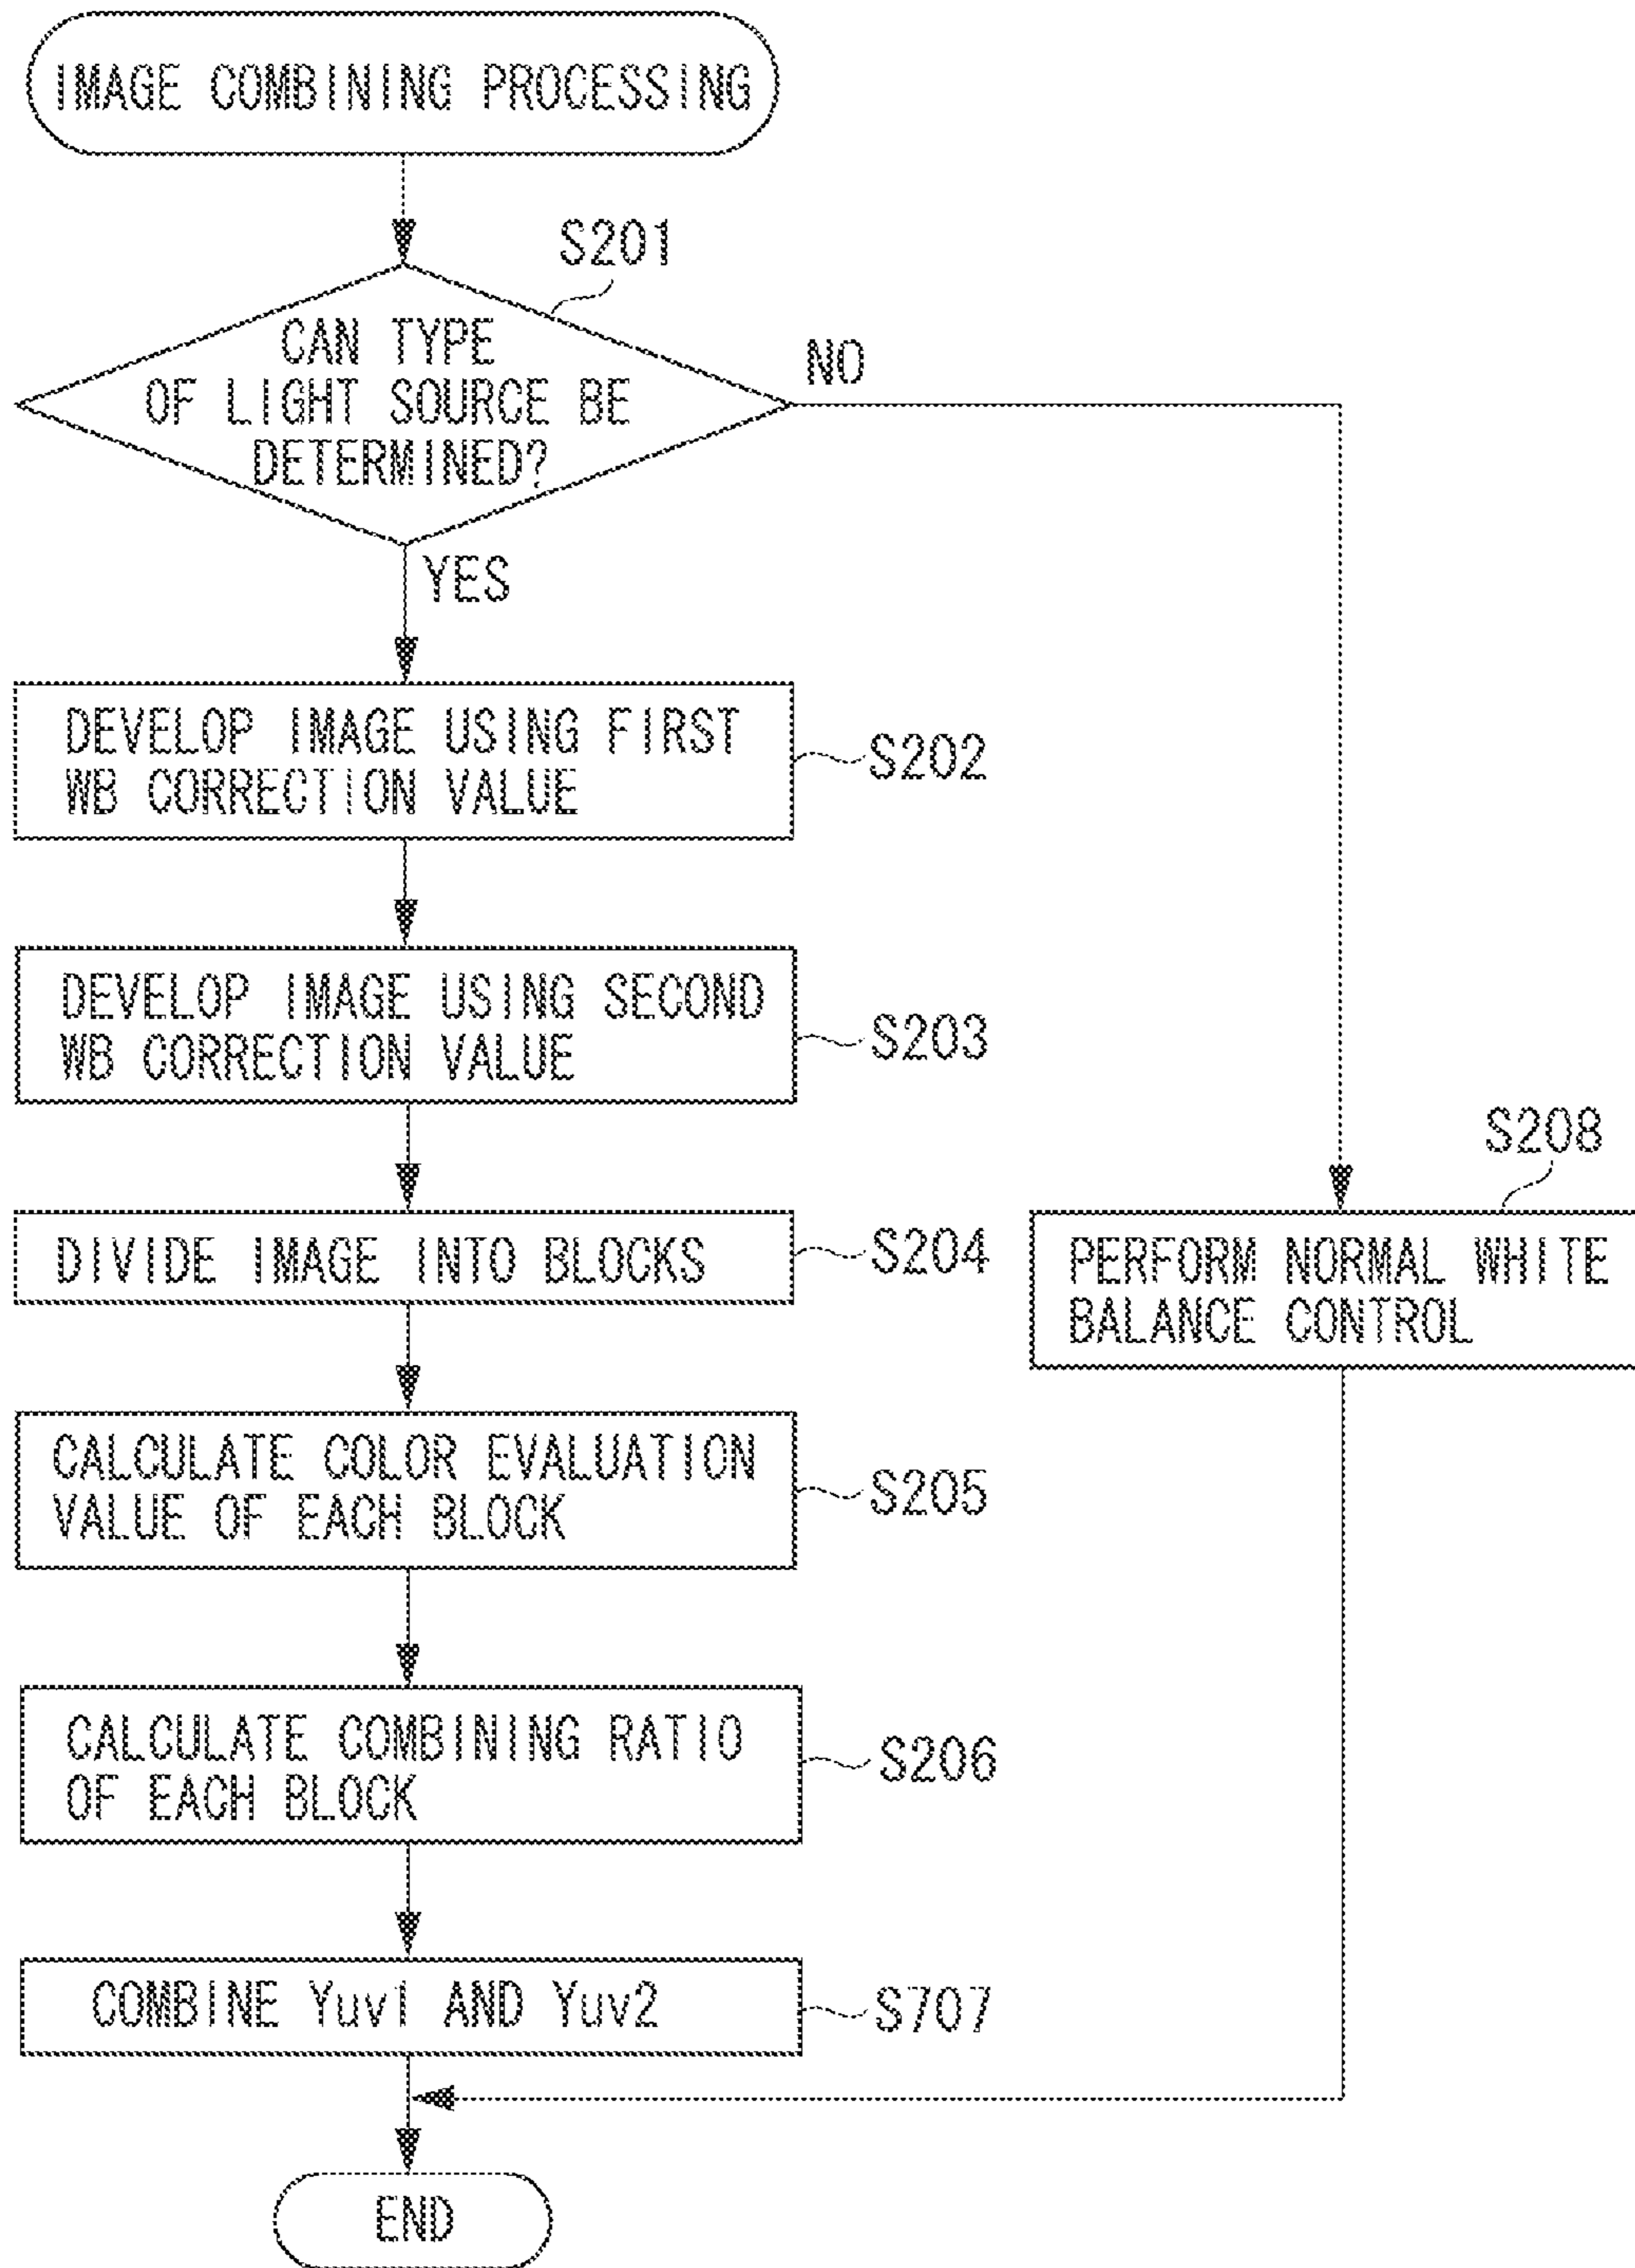 IMAGE COMBINING PROCESSING
S201
CAN TYPE
OF LIGHT SOURCE BE
DETERMINED?
NO
YES
DEVELOP IMAGE USING FIRST
WB CORRECTION VALUE
S202
DEVELOP IMAGE USING SECOND
WB CORRECTION VALUE
S203
DIVIDE IMAGE INTO BLOCKS
S204
S208
PERFORM NORMAL WHITE
BALANCE CONTROL
CALCULATE COLOR EVALUATION
VALUE OF EACH BLOCK
S205
CALCULATE COMBINING RATIO
OF EACH BLOCK
S206
COMBINE Yuv1 AND Yuv2
S707
END